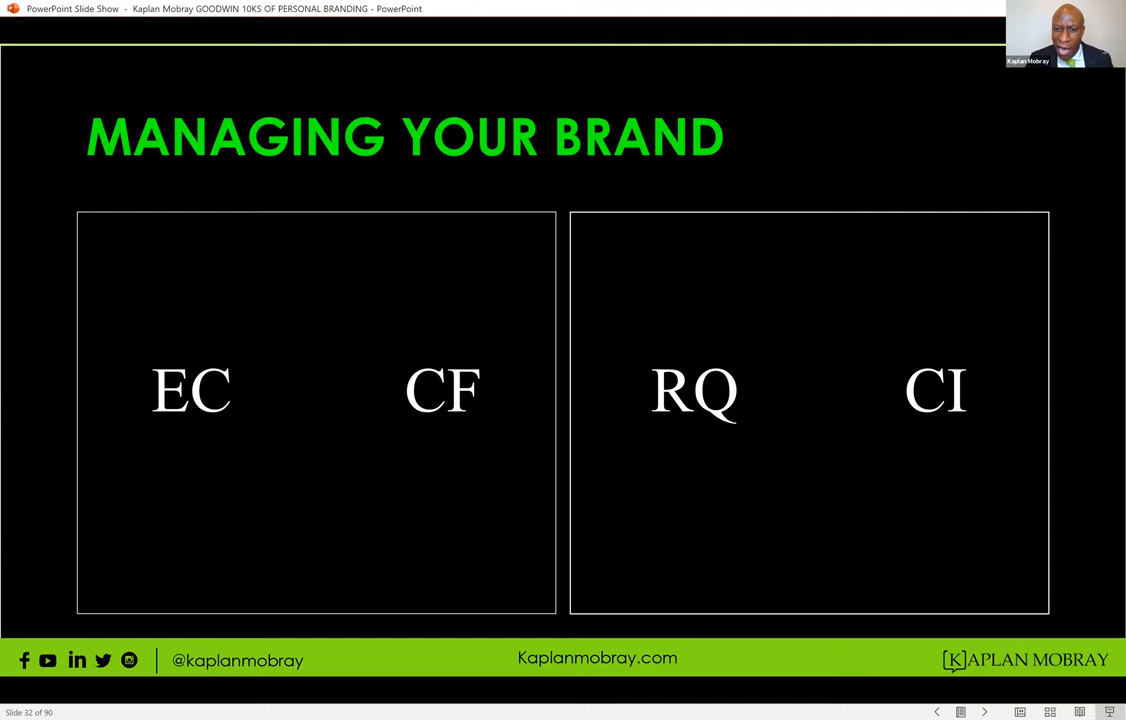 PowerPoint Slide Show - Kaplan Mobray GOODWIN 10KS OF PERSONAL BRANDING - PowerPoint
Kaplan Mobray
MANAGING YOUR BRAND
EC CF RQ CI
@kaplanmobray Kaplanmobray.com [K]APLAN MOBRAY
Slide 32 of 90